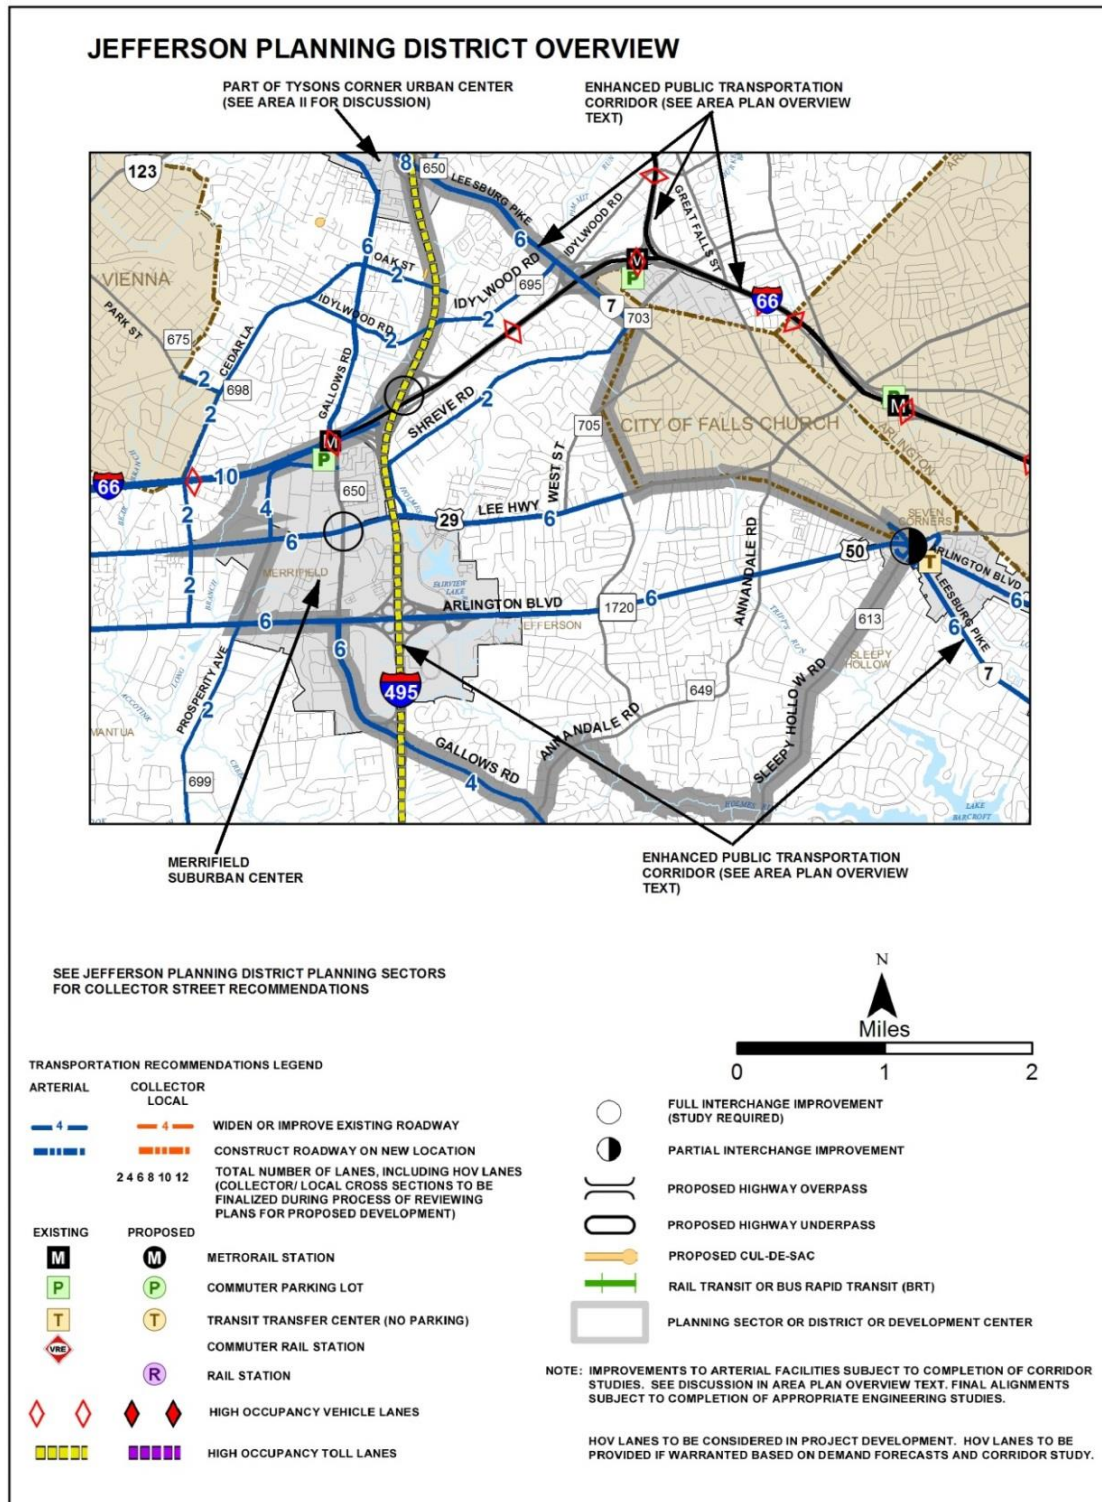 JEFFERSON PLANNING DISTRICT OVERVIEW
PART OF TYSONS CORNER URBAN CENTER
(SEE AREA II FOR DISCUSSION)
ENHANCED PUBLIC TRANSPORTATION
CORRIDOR (SEE AREA PLAN OVERVIEW
TEXT)
123
8
650
LEESBURG PIKE
6
IDYLWOOD RD
GREAT FALLS ST
6
OAK ST
2
VIENNA
IDYLWOOD RD
695
M
P
66
PARK ST
IDYLWOOD RD
2
2
7
703
675
CEDAR LA
GALLOWS RD
2
698
2
SHREVE RD
2
M
P
M
P
705
CITY OF FALLS CHURCH
ARLINGTON
66
10
650
WEST ST
4
HOLMES
29
LEE HWY
6
ANNANDALE RD
SEVEN
CORNERS
2
6
50
T
ARLINGTON BLVD
MERRIFIELD
FAIRVIEW
LAKE
2
BRANCH
LONG
ARLINGTON BLVD
1720
6
LEESBURG PIKE
6
6
6
JEFFERSON
613
TRIPPS
RUN
6
SLEEPY
HOLLOW
PROSPERITY AVE
ACCOTINK
495
649
7
MANTUA
2
ANNANDALE RD
SLEEPY HOLLOW RD
699
GALLOWS RD
4
HOLMES
LAKE
BARCROFT
MERRIFIELD
SUBURBAN CENTER
ENHANCED PUBLIC TRANSPORTATION
CORRIDOR (SEE AREA PLAN OVERVIEW
TEXT)
SEE JEFFERSON PLANNING DISTRICT PLANNING SECTORS
FOR COLLECTOR STREET RECOMMENDATIONS
N
Miles
0 1 2
TRANSPORTATION RECOMMENDATIONS LEGEND
ARTERIAL
COLLECTOR
LOCAL
4 4 WIDEN OR IMPROVE EXISTING ROADWAY
CONSTRUCT ROADWAY ON NEW LOCATION
2 4 6 8 10 12 TOTAL NUMBER OF LANES, INCLUDING HOV LANES
(COLLECTOR/ LOCAL CROSS SECTIONS TO BE
FINALIZED DURING PROCESS OF REVIEWING
PLANS FOR PROPOSED DEVELOPMENT)
EXISTING PROPOSED
M M METRORAIL STATION
P P COMMUTER PARKING LOT
T T TRANSIT TRANSFER CENTER (NO PARKING)
VRE COMMUTER RAIL STATION
R RAIL STATION
HIGH OCCUPANCY VEHICLE LANES
HIGH OCCUPANCY TOLL LANES
FULL INTERCHANGE IMPROVEMENT
(STUDY REQUIRED)
PARTIAL INTERCHANGE IMPROVEMENT
PROPOSED HIGHWAY OVERPASS
PROPOSED HIGHWAY UNDERPASS
PROPOSED CUL-DE-SAC
RAIL TRANSIT OR BUS RAPID TRANSIT (BRT)
PLANNING SECTOR OR DISTRICT OR DEVELOPMENT CENTER
NOTE: IMPROVEMENTS TO ARTERIAL FACILITIES SUBJECT TO COMPLETION OF CORRIDOR
STUDIES. SEE DISCUSSION IN AREA PLAN OVERVIEW TEXT. FINAL ALIGNMENTS
SUBJECT TO COMPLETION OF APPROPRIATE ENGINEERING STUDIES.
HOV LANES TO BE CONSIDERED IN PROJECT DEVELOPMENT. HOV LANES TO BE
PROVIDED IF WARRANTED BASED ON DEMAND FORECASTS AND CORRIDOR STUDY.